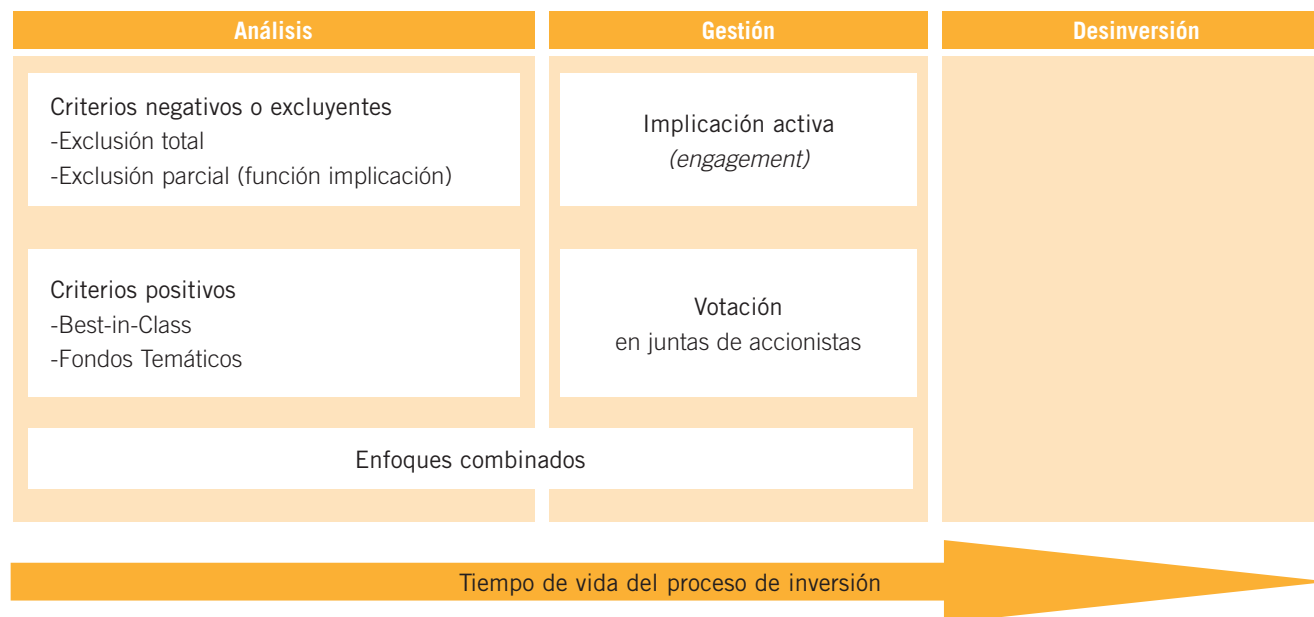 Análisis
Gestión
Desinversión
Criterios negativos o excluyentes
-Exclusión total
-Exclusión parcial (función implicación)
Implicación activa
(engagement)
Criterios positivos
-Best-in-Class
-Fondos Temáticos
Votación
en juntas de accionistas
Enfoques combinados
Tiempo de vida del proceso de inversión